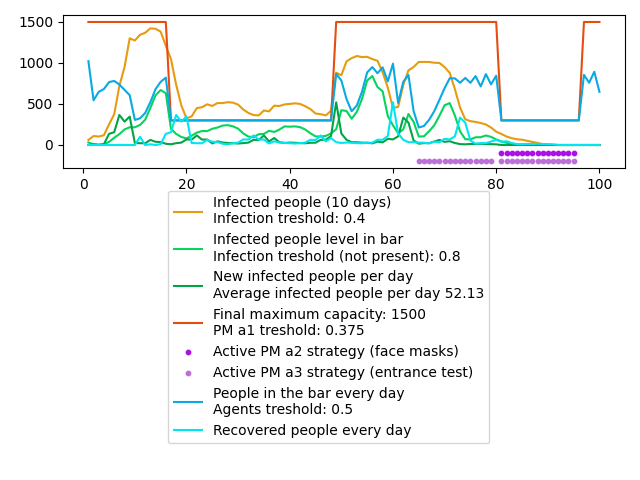 1500
1000
500
0
0 20 40 60 80 100
Infected people (10 days)
Infection treshold: 0.4
Infected people level in bar
Infection treshold (not present): 0.8
New infected people per day
Average infected people per day 52.13
Final maximum capacity: 1500
PM a1 treshold: 0.375
Active PM a2 strategy (face masks)
Active PM a3 strategy (entrance test)
People in the bar every day
Agents treshold: 0.5
Recovered people every day